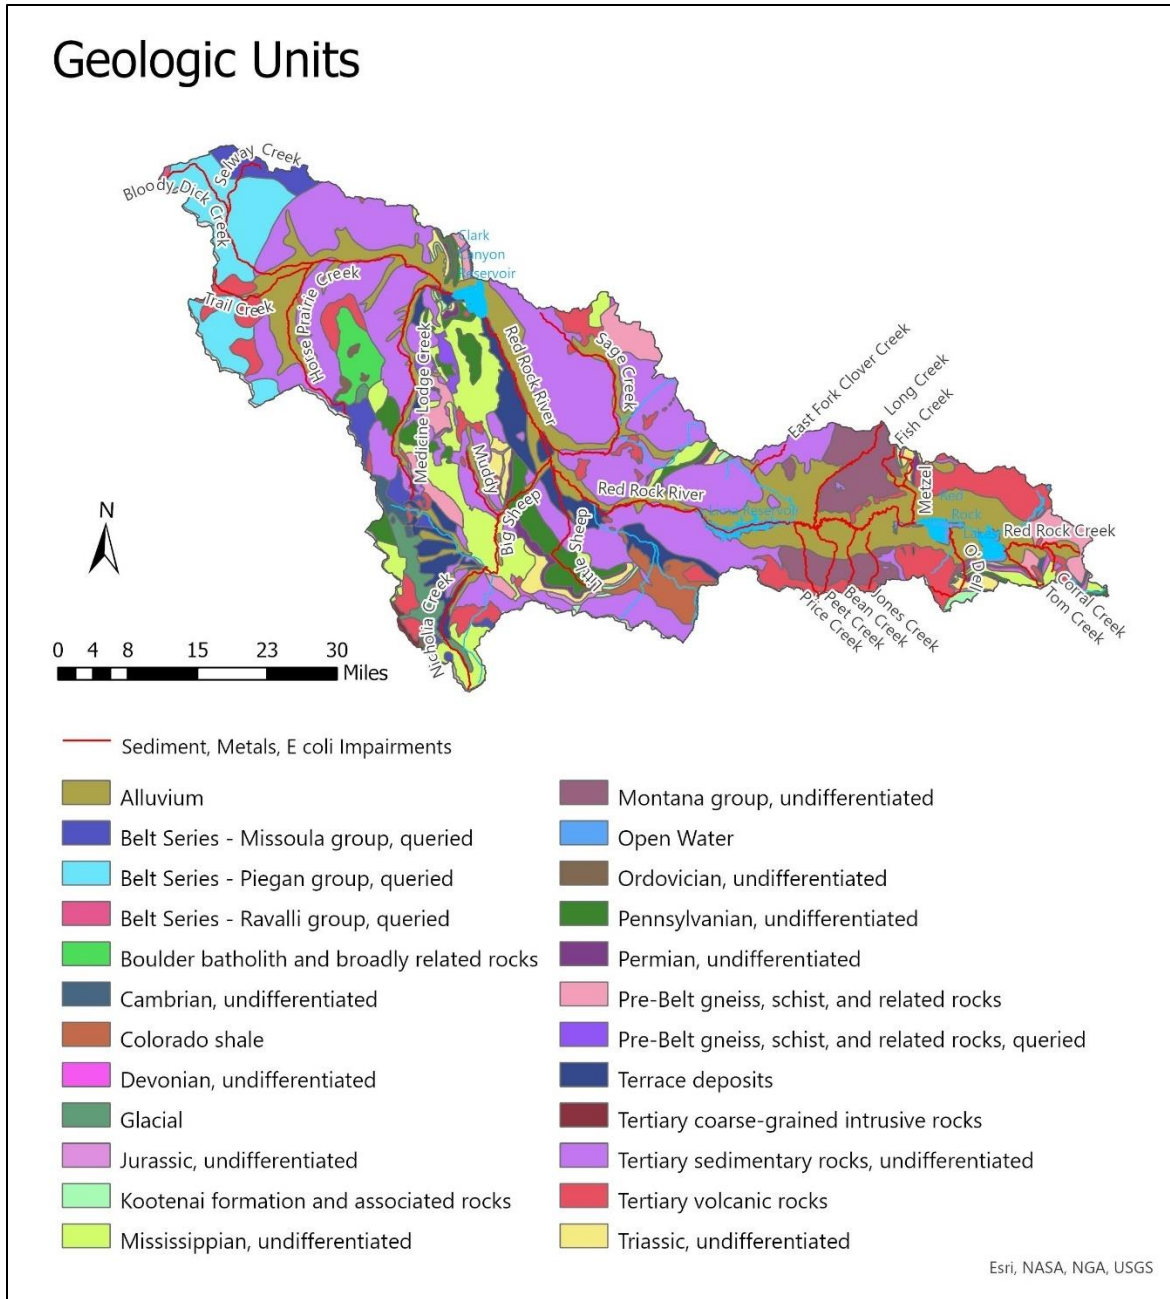 Geologic Units
Selway Creek
Bloody Dick Creek
Clark
Canyon
Reservoir
Trail Creek
Horse Prairie Creek
Medicine Lodge Creek
Red Rock River
Sage Creek
East Fork Clover Creek
Long Creek
Fish Creek
Muddy
Metzel
Big Sheep
Red Rock River
Lima Reservoir
Red
Rock
Lakes
Red Rock Creek
Little Sheep
O'Dell
Nicholia Creek
Price Creek
Peet Creek
Bean Creek
Jones Creek
Tom Creek
Corral Creek
N
0 4 8 15 23 30
Miles
Sediment, Metals, E coli Impairments
Alluvium
Belt Series - Missoula group, queried
Belt Series - Piegan group, queried
Belt Series - Ravalli group, queried
Boulder batholith and broadly related rocks
Cambrian, undifferentiated
Colorado shale
Devonian, undifferentiated
Glacial
Jurassic, undifferentiated
Kootenai formation and associated rocks
Mississippian, undifferentiated
Montana group, undifferentiated
Open Water
Ordovician, undifferentiated
Pennsylvanian, undifferentiated
Permian, undifferentiated
Pre-Belt gneiss, schist, and related rocks
Pre-Belt gneiss, schist, and related rocks, queried
Terrace deposits
Tertiary coarse-grained intrusive rocks
Tertiary sedimentary rocks, undifferentiated
Tertiary volcanic rocks
Triassic, undifferentiated
Esri, NASA, NGA, USGS